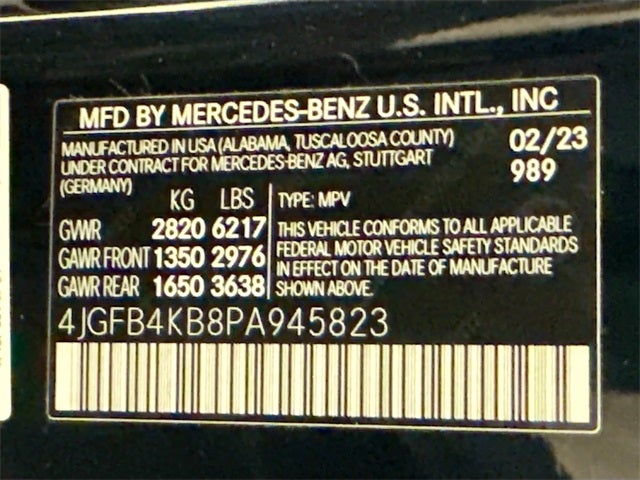 MFD BY MERCEDES-BENZ U.S. INTL., INC
MANUFACTURED IN USA (ALABAMA, TUSCALOOSA COUNTY) 02/23
UNDER CONTRACT FOR MERCEDES-BENZ AG, STUTTGART 989
(GERMANY)
KG LBS TYPE: MPV
GVWR 2820 6217 THIS VEHICLE CONFORMS TO ALL APPLICABLE
GAWR FRONT 1350 2976 FEDERAL MOTOR VEHICLE SAFETY STANDARDS
GAWR REAR 1650 3638 IN EFFECT ON THE DATE OF MANUFACTURE
SHOWN ABOVE.
4JGFB4KB8PA945823